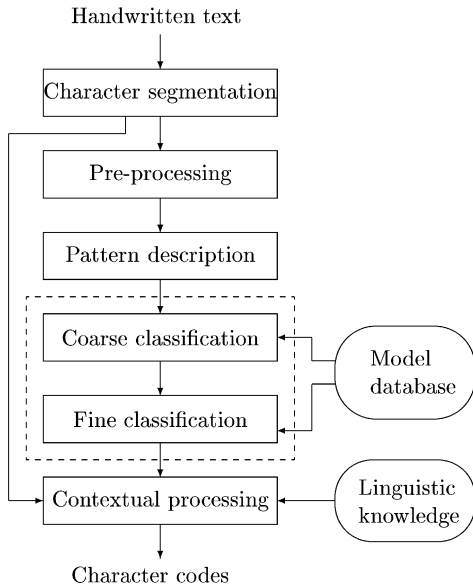 Handwritten text
Character segmentation
Pre-processing
Pattern description
Coarse classification
Model
database
Fine classification
Linguistic
knowledge
Contextual processing
Character codes